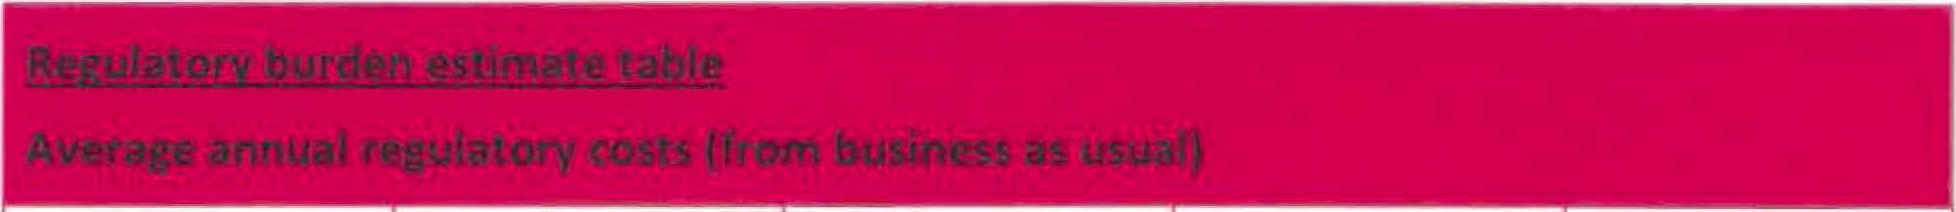 Regulatory burden estimate table
Average annual regulatory costs (from business as usual)